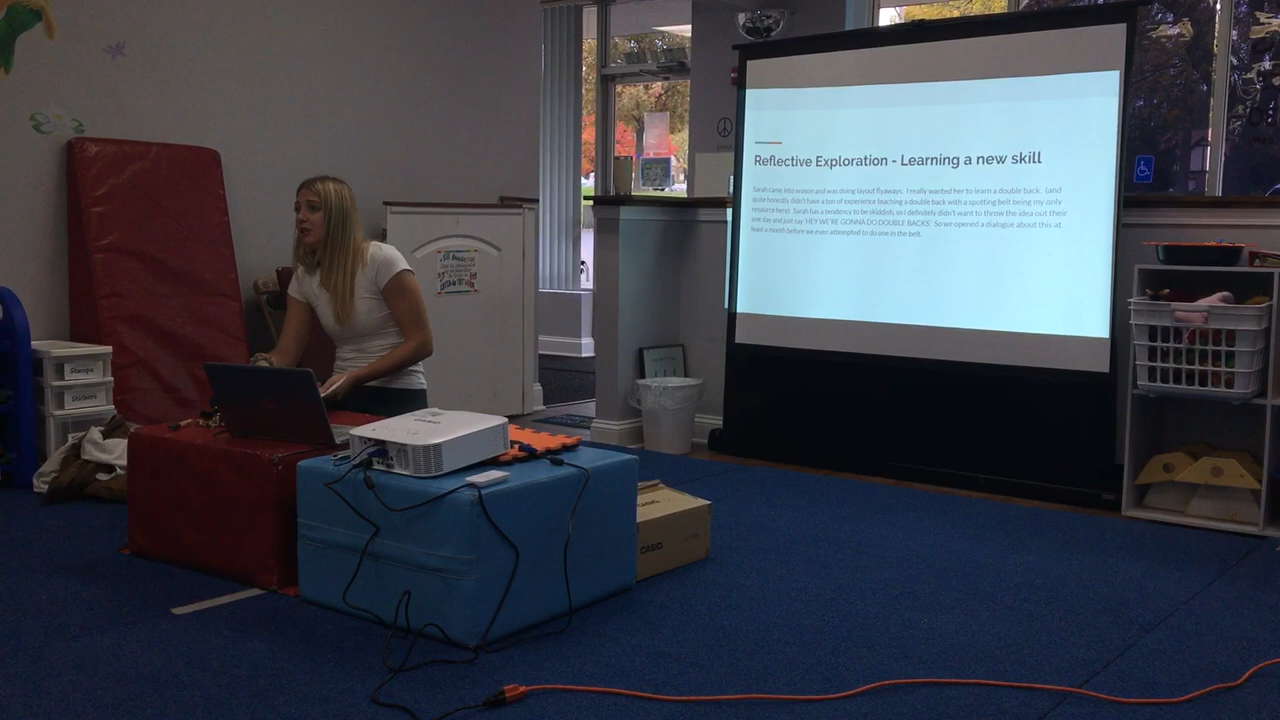 Reflective Exploration - Learning a new skill
Sarah came into season and was doing layout flyaways. I really wanted her to learn a double back. (and
quite honestly didn't have a ton of experience teaching a double back with a spotting belt being my only
resource here). Sarah has a tendency to be skiddish, so I definitely didn't want to throw the idea out their
one day and just say 'HEY WE'RE GONNA DO DOUBLE BACKS'. So we opened a dialogue about this at
least a month before we even attempted to do one in the belt.
Stamps
Stickers
CASIO
CASIO
CASIO